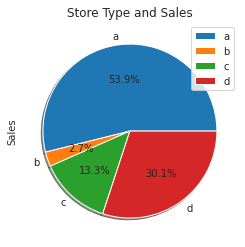 Store Type and Sales
a
a
b
c
d
53.9%
Sales
2.7%
b
13.3%
30.1%
c
d